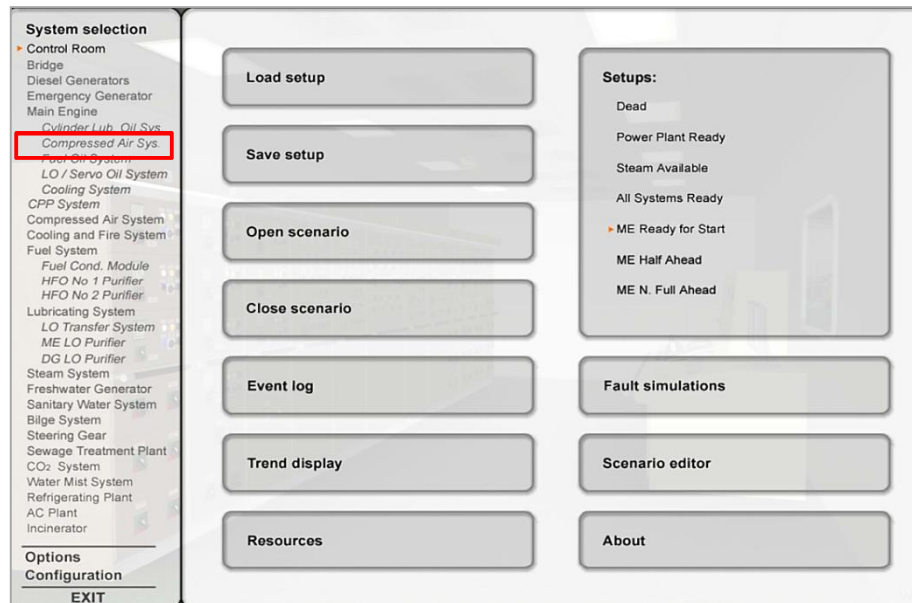 System selection
Control Room
Bridge
Diesel Generators
Emergency Generator
Main Engine
Cylinder Lub. Oil Sys.
Compressed Air Sys.
Fuel Oil System
LO / Servo Oil System
Cooling System
CPP System
Compressed Air System
Cooling and Fire System
Fuel System
Fuel Cond. Module
HFO No 1 Purifier
HFO No 2 Purifier
Lubricating System
LO Transfer System
ME LO Purifier
DG LO Purifier
Steam System
Freshwater Generator
Sanitary Water System
Bilge System
Steering Gear
Sewage Treatment Plant
CO2 System
Water Mist System
Refrigerating Plant
AC Plant
Incinerator
Options
Configuration
EXIT
Load setup
Save setup
Open scenario
Close scenario
Event log
Trend display
Resources
Setups:
Dead
Power Plant Ready
Steam Available
All Systems Ready
ME Ready for Start
ME Half Ahead
ME N. Full Ahead
Fault simulations
Scenario editor
About